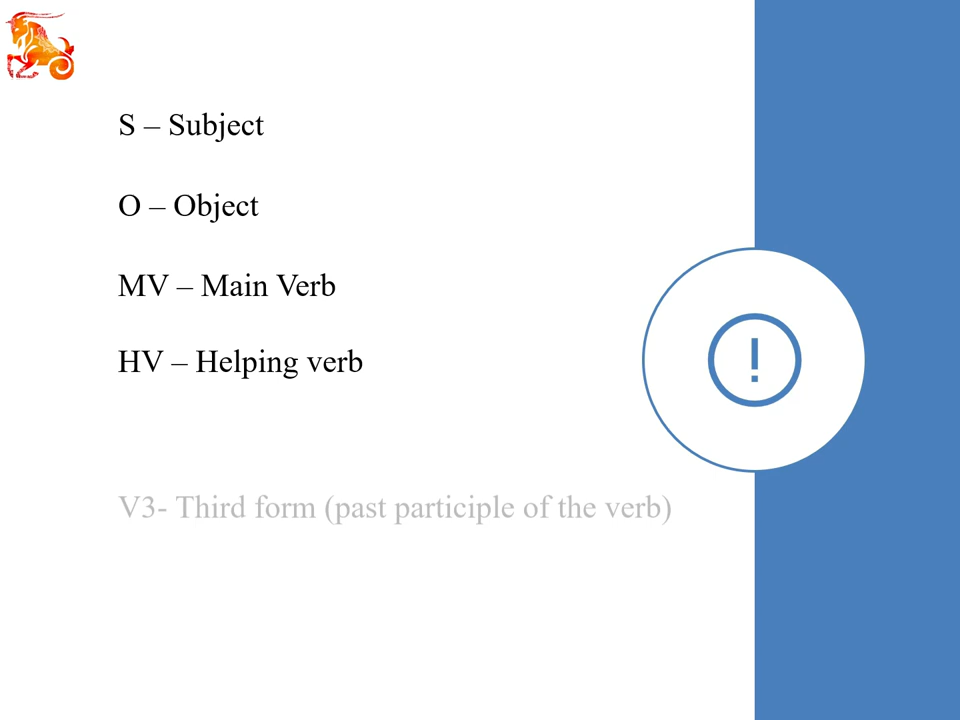 S – Subject
O – Object
MV – Main Verb
HV – Helping verb
V3- Third form (past participle of the verb)
!